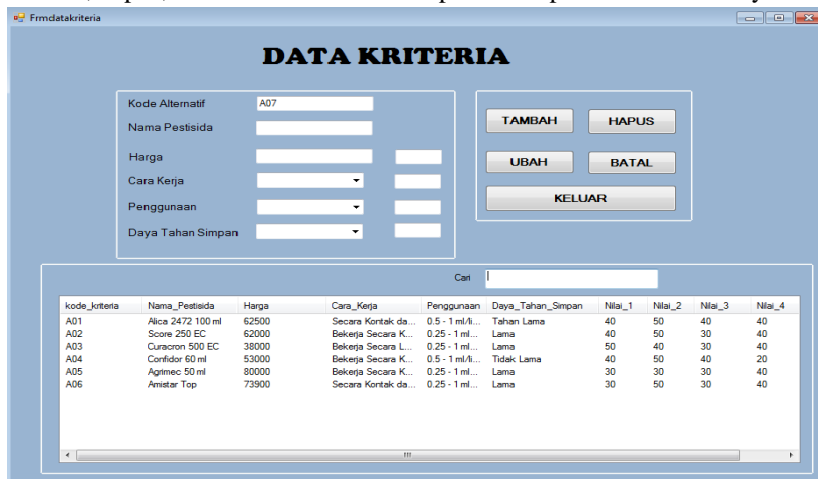 Frmdatakriteria
DATA KRITERIA
Kode Alternatif A07
Nama Pestisida
Harga
Cara Kerja
Penggunaan
Daya Tahan Simpan
TAMBAH HAPUS
UBAH BATAL
KELUAR
Cari
kode_kriteria Nama_Pestisida Harga Cara_Kerja Penggunaan Daya_Tahan_Simpan Nilai_1 Nilai_2 Nilai_3 Nilai_4
A01 Alica 2472 100 ml 62500 Secara Kontak da... 0.5 - 1 ml/li... Tahan Lama 40 50 40 40
A02 Score 250 EC 62000 Bekerja Secara K... 0.25 - 1 ml... Lama 40 50 30 40
A03 Curacron 500 EC 38000 Bekerja Secara L... 0.25 - 1 ml... Lama 50 40 30 40
A04 Confidor 60 ml 53000 Bekerja Secara K... 0.5 - 1 ml/li... Tidak Lama 40 50 40 20
A05 Agrimec 50 ml 80000 Bekerja Secara K... 0.25 - 1 ml... Lama 30 30 30 40
A06 Amistar Top 73900 Secara Kontak da... 0.25 - 1 ml... Lama 30 50 30 40